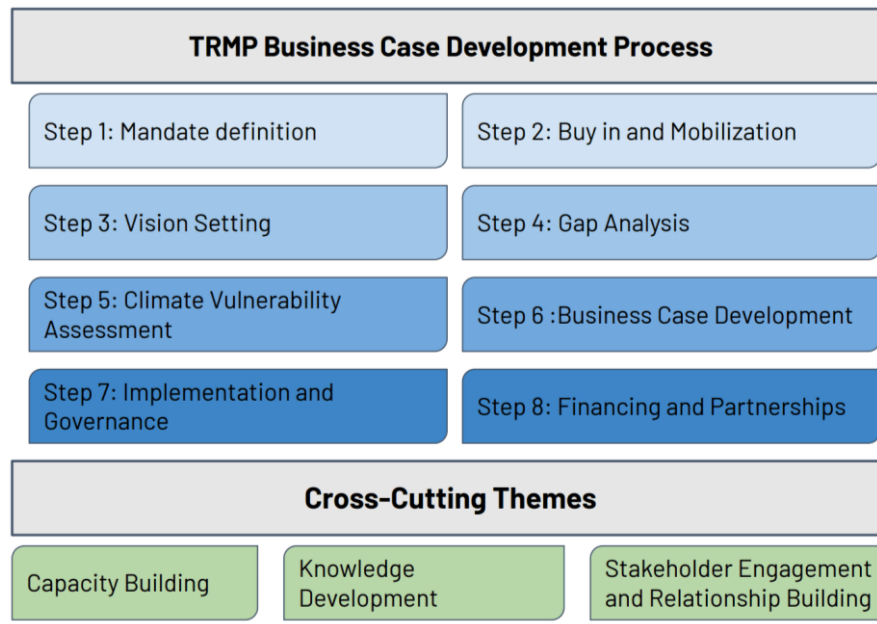 TRMP Business Case Development Process
Step 1: Mandate definition
Step 2: Buy in and Mobilization
Step 3: Vision Setting
Step 4: Gap Analysis
Step 5: Climate Vulnerability
Assessment
Step 6 :Business Case Development
Step 7: Implementation and
Governance
Step 8: Financing and Partnerships
Cross-Cutting Themes
Capacity Building
Knowledge
Development
Stakeholder Engagement
and Relationship Building